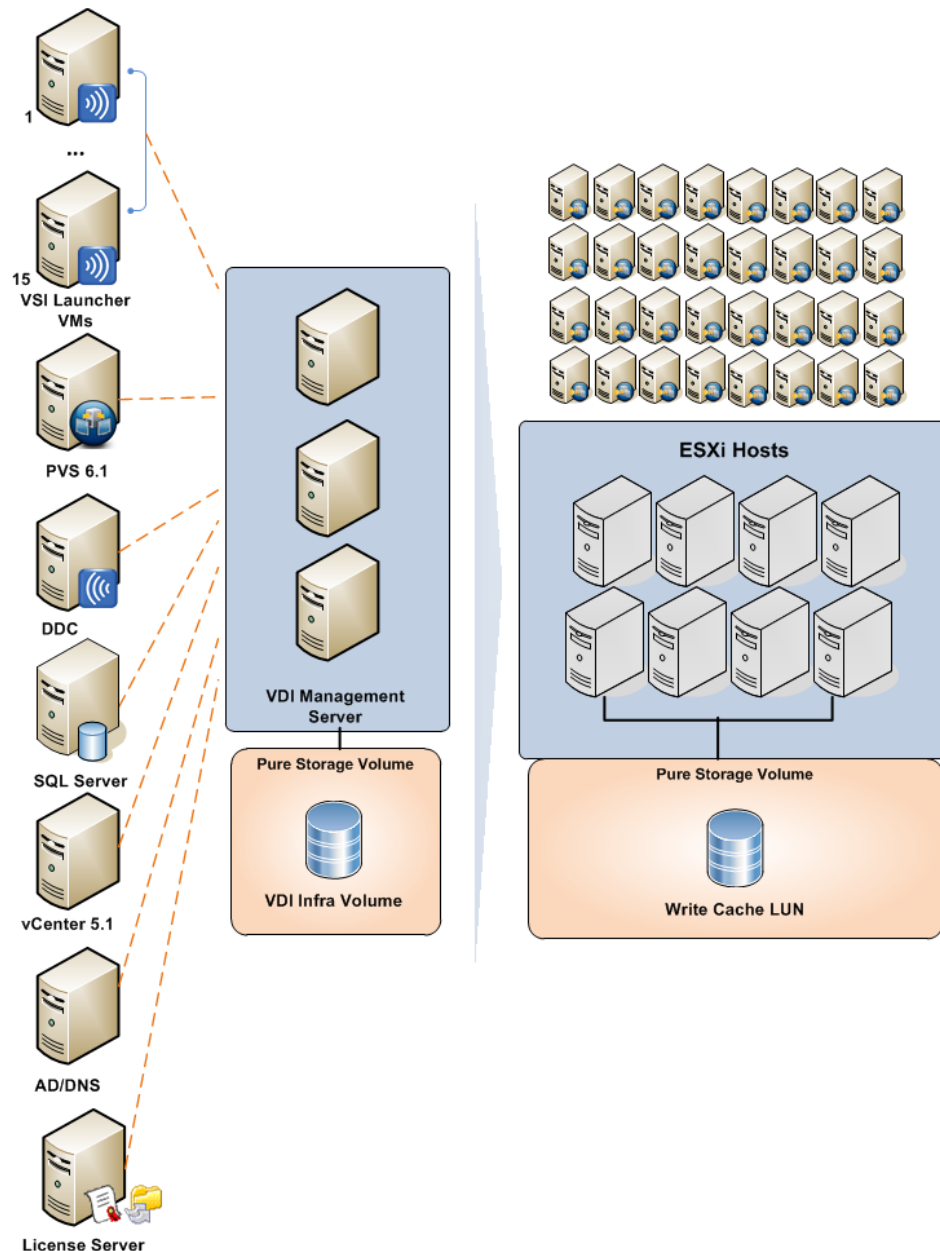 1
...
15
VSI Launcher
VMs
PVS 6.1
DDC
SQL Server
vCenter 5.1
AD/DNS
License Server
VDI Management
Server
Pure Storage Volume
VDI Infra Volume
ESXi Hosts
Pure Storage Volume
Write Cache LUN